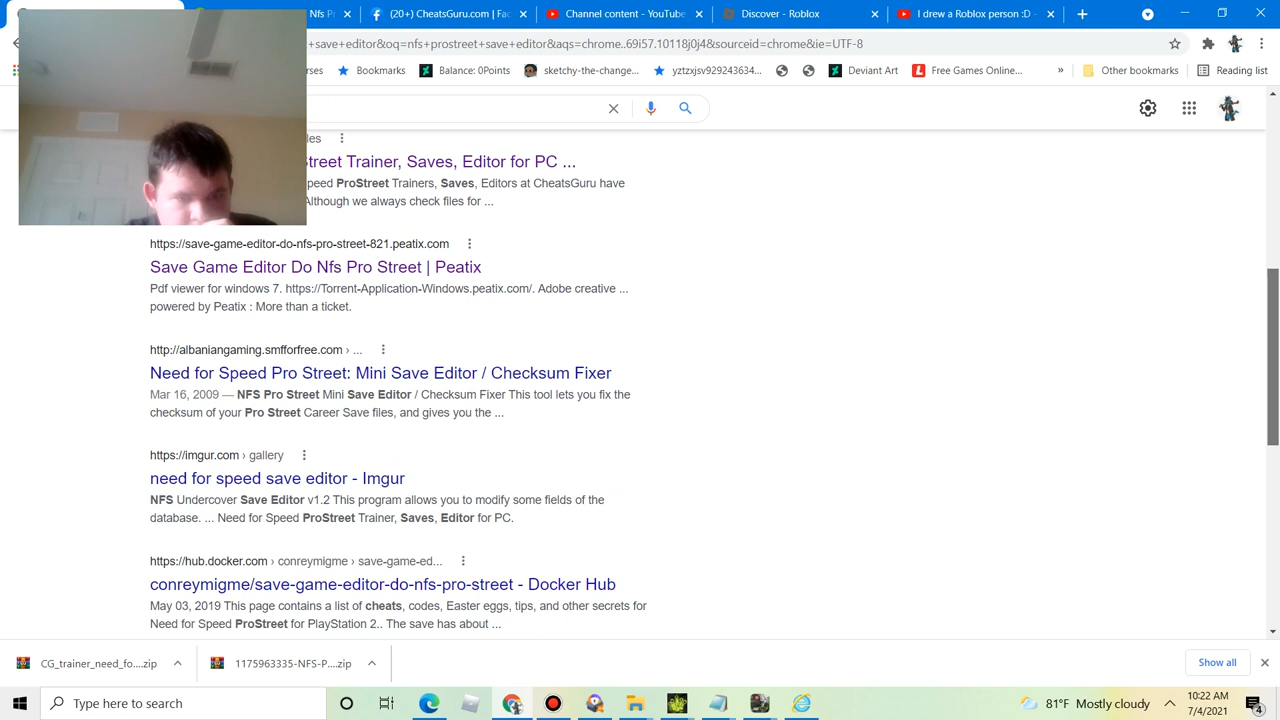 Nfs P
(20+) CheatsGuru.com | Fac
Channel content - YouTube
Discover - Roblox
I drew a Roblox person :D -
+ save+editor&oq=nfs+prostreet+save+editor&aqs=chrome..69i57.10118j0j4&sourceid=chrome&ie=UTF-8
rses
Bookmarks
Balance: 0Points
sketchy-the-change...
yztzxjsv929243634...
Deviant Art
Free Games Online...
»
Other bookmarks
Reading list
les
treet Trainer, Saves, Editor for PC ...
peed ProStreet Trainers, Saves, Editors at CheatsGuru have
Although we always check files for ...
https://save-game-editor-do-nfs-pro-street-821.peatix.com
Save Game Editor Do Nfs Pro Street | Peatix
Pdf viewer for windows 7. https://Torrent-Application-Windows.peatix.com/. Adobe creative ...
powered by Peatix : More than a ticket.
http://albaniangaming.smfforfree.com › ...
Need for Speed Pro Street: Mini Save Editor / Checksum Fixer
Mar 16, 2009 — NFS Pro Street Mini Save Editor / Checksum Fixer This tool lets you fix the
checksum of your Pro Street Career Save files, and gives you the ...
https://imgur.com › gallery
need for speed save editor - Imgur
NFS Undercover Save Editor v1.2 This program allows you to modify some fields of the
database. ... Need for Speed ProStreet Trainer, Saves, Editor for PC.
https://hub.docker.com › conreymigme › save-game-ed...
conreymigme/save-game-editor-do-nfs-pro-street - Docker Hub
May 03, 2019 This page contains a list of cheats, codes, Easter eggs, tips, and other secrets for
Need for Speed ProStreet for PlayStation 2.. The save has about ...
CG_trainer_need_fo....zip
1175963335-NFS-P....zip
Show all
Type here to search
81°F Mostly cloudy
10:22 AM
7/4/2021
4